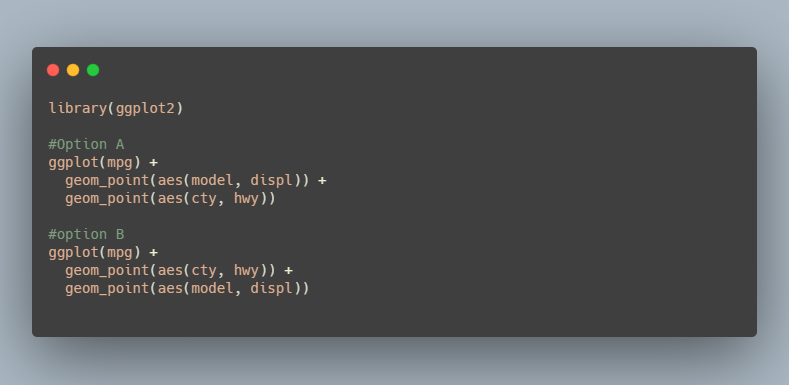 library(ggplot2)
#Option A
ggplot(mpg) +
  geom_point(aes(model, displ)) +
  geom_point(aes(cty, hwy))
#option B
ggplot(mpg) +
  geom_point(aes(cty, hwy)) +
  geom_point(aes(model, displ))